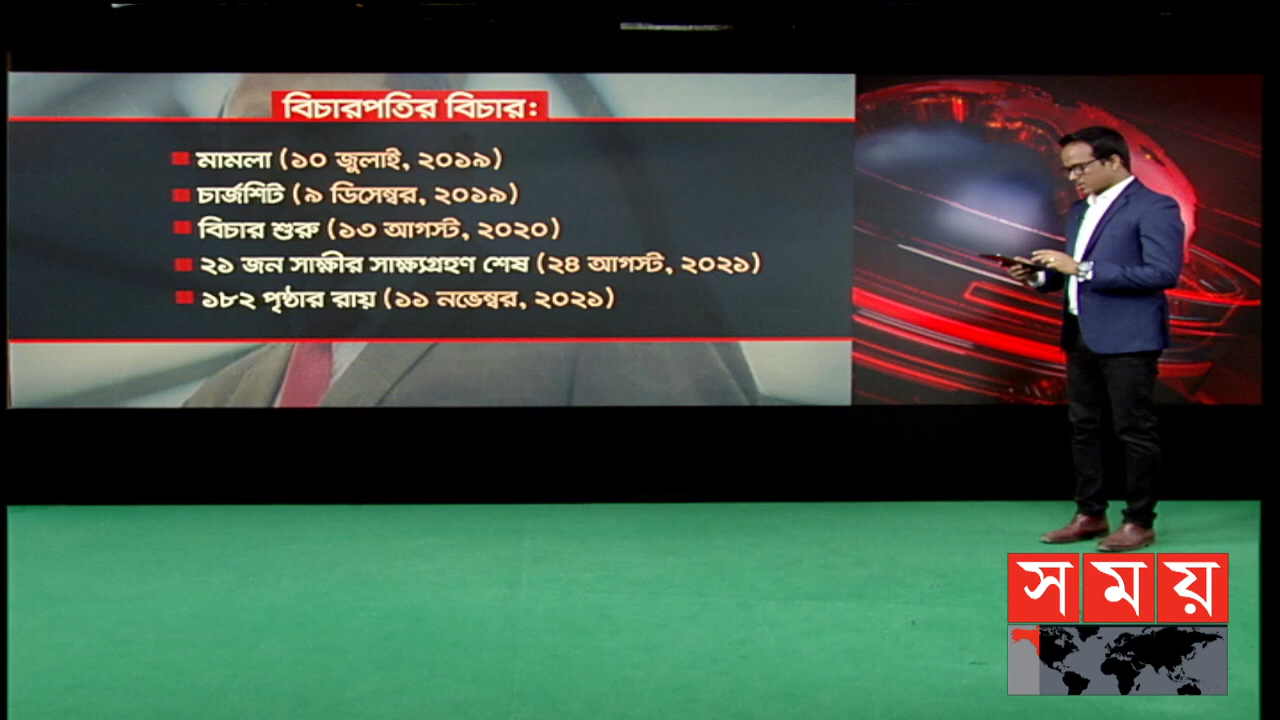 বিচারপতির বিচার:
মামলা (১০ জুলাই, ২০১৯)
চার্জশিট (৯ ডিসেম্বর, ২০১৯)
বিচার শুরু (১৩ আগস্ট, ২০২০)
২১ জন সাক্ষীর সাক্ষ্যগ্রহণ শেষ (২৪ আগস্ট, ২০২১)
১৮২ পৃষ্ঠার রায় (১১ নভেম্বর, ২০২১)
সময়